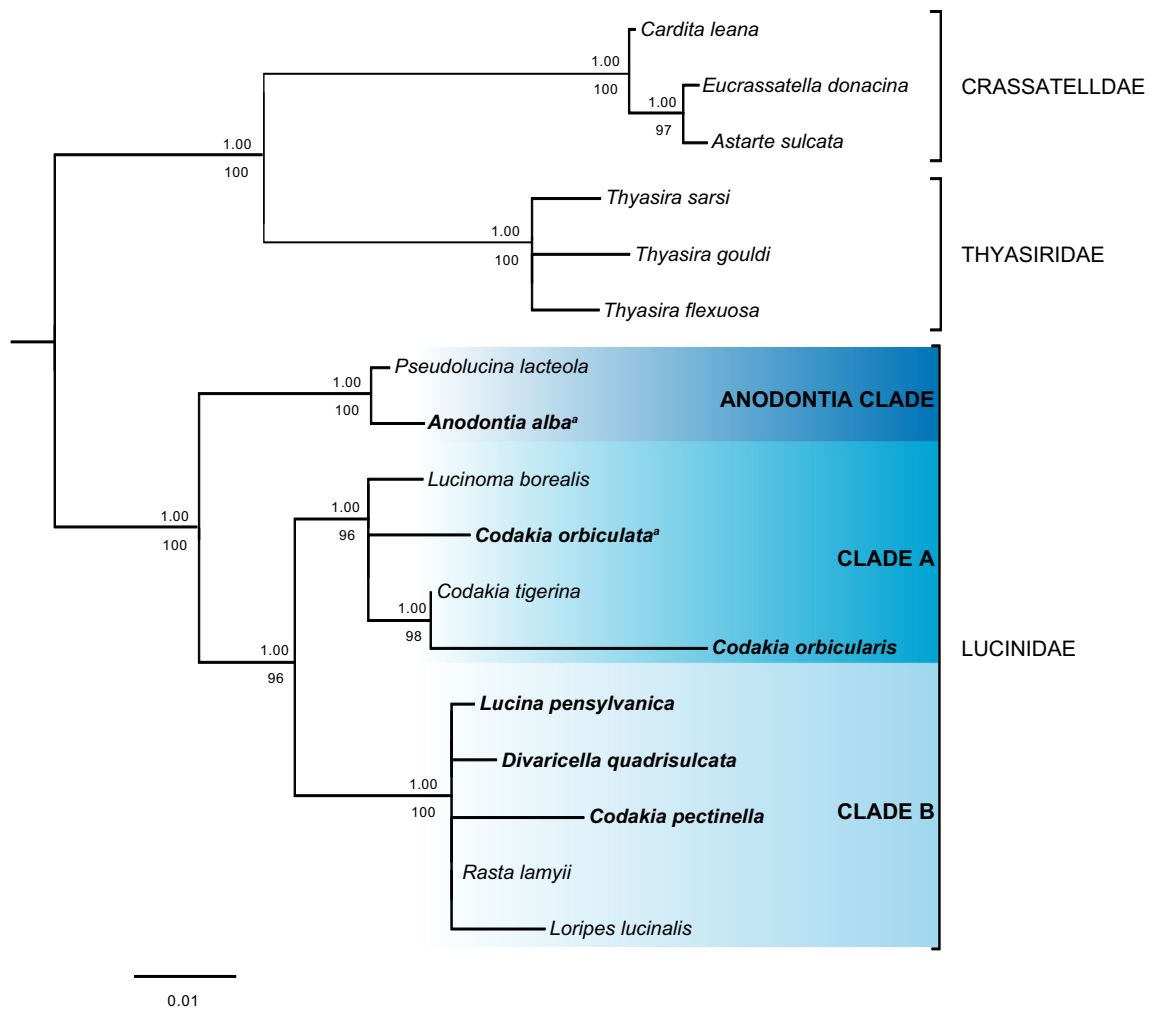 Cardita leana
1.00
100
Eucrassatella donacina
CRASSATELLDAE
1.00
97
Astarte sulcata
1.00
100
Thyasira sarsi
1.00
100
Thyasira gouldi
THYASIRIDAE
Thyasira flexuosa
Pseudolucina lacteola
1.00
100
ANODONTIA CLADE
Anodontia albaᵃ
Lucinoma borealis
1.00
96
Codakia orbiculataᵃ
CLADE A
1.00
100
Codakia tigerina
1.00
98
Codakia orbicularis
LUCINIDAE
1.00
96
Lucina pensylvanica
Divaricella quadrisulcata
1.00
100
Codakia pectinella
CLADE B
Rasta lamyii
Loripes lucinalis
0.01